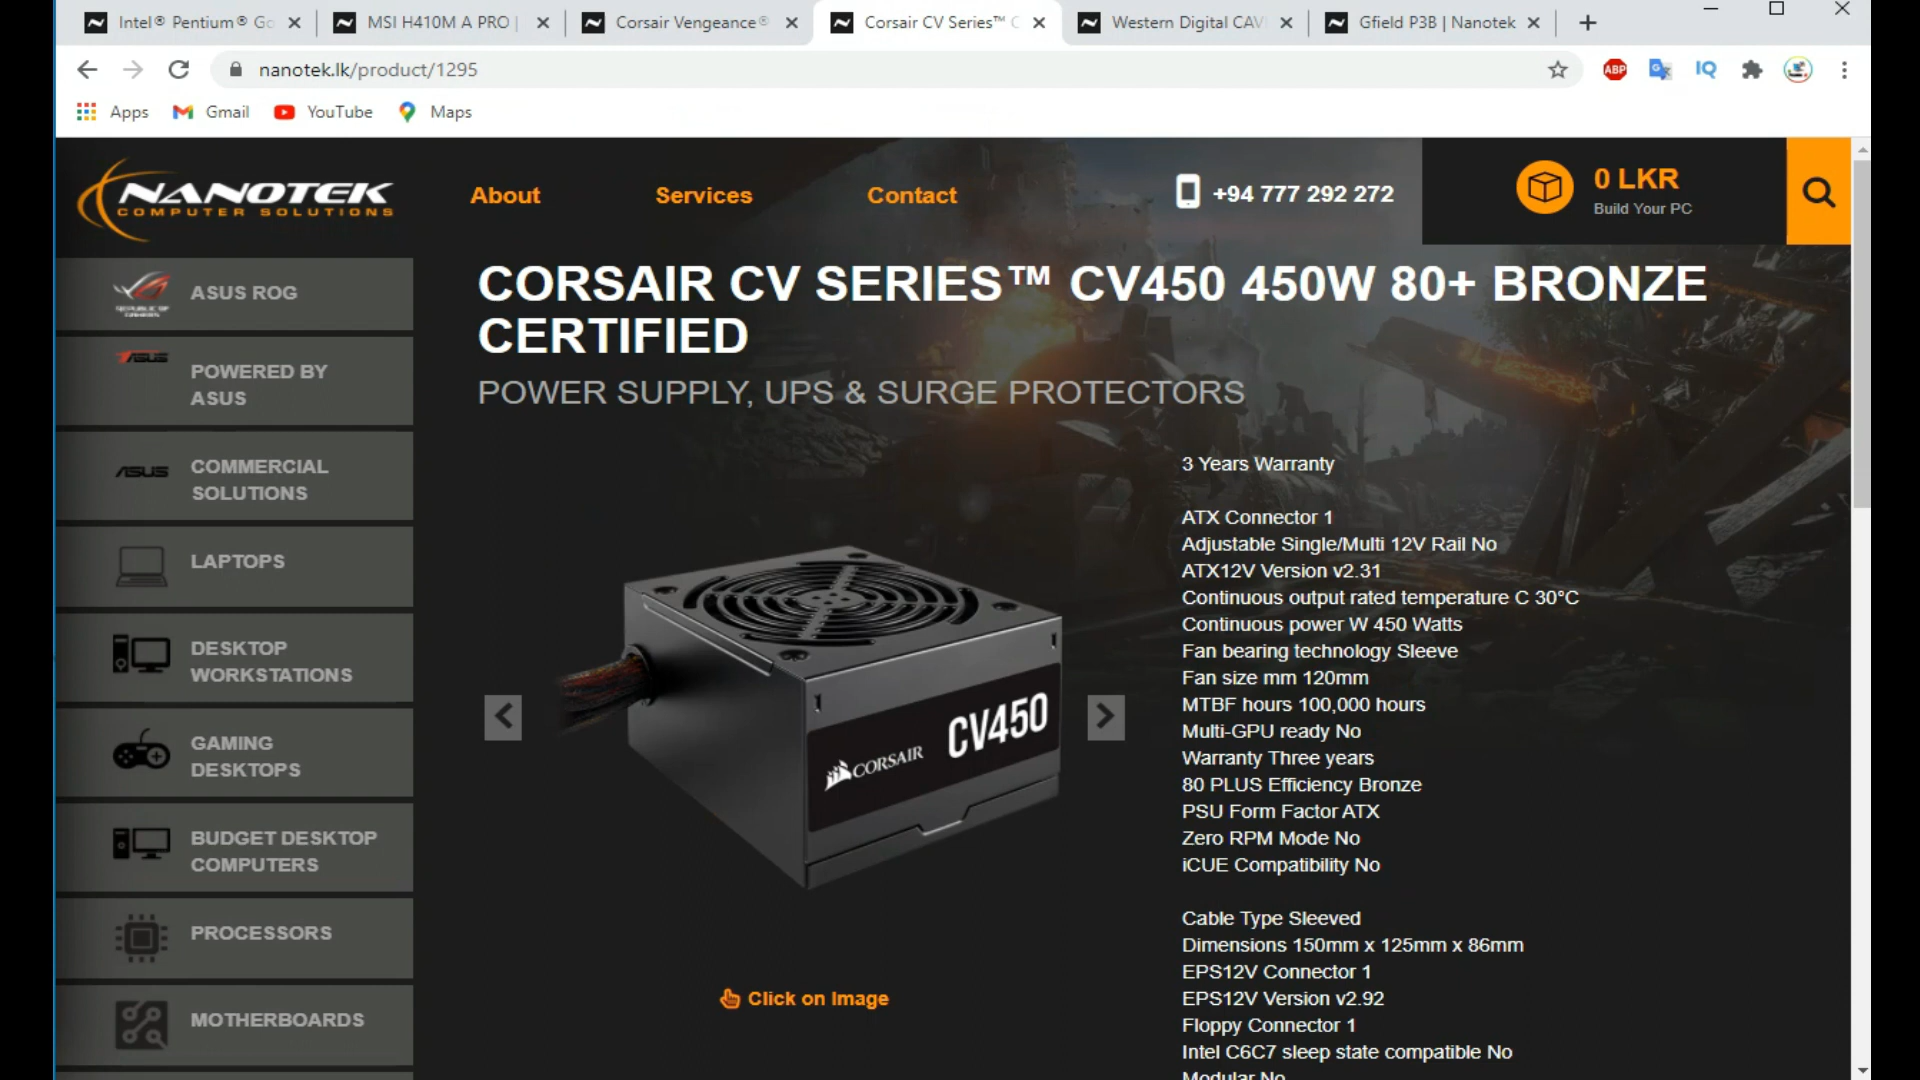 Intel® Pentium® Go
MSI H410M A PRO |
Corsair Vengeance®
Corsair CV Series™ C
Western Digital CAVI
Gfield P3B | Nanotek
nanotek.lk/product/1295
ABP
IQ
Apps
Gmail
YouTube
Maps
NANOTEK
COMPUTER SOLUTIONS
About
Services
Contact
+94 777 292 272
0 LKR
Build Your PC
ASUS ROG
POWERED BY
ASUS
COMMERCIAL
SOLUTIONS
LAPTOPS
DESKTOP
WORKSTATIONS
GAMING
DESKTOPS
BUDGET DESKTOP
COMPUTERS
PROCESSORS
MOTHERBOARDS
CORSAIR CV SERIES™ CV450 450W 80+ BRONZE
CERTIFIED
POWER SUPPLY, UPS & SURGE PROTECTORS
CORSAIR
CV450
Click on Image
3 Years Warranty
ATX Connector 1
Adjustable Single/Multi 12V Rail No
ATX12V Version v2.31
Continuous output rated temperature C 30°C
Continuous power W 450 Watts
Fan bearing technology Sleeve
Fan size mm 120mm
MTBF hours 100,000 hours
Multi-GPU ready No
Warranty Three years
80 PLUS Efficiency Bronze
PSU Form Factor ATX
Zero RPM Mode No
iCUE Compatibility No
Cable Type Sleeved
Dimensions 150mm x 125mm x 86mm
EPS12V Connector 1
EPS12V Version v2.92
Floppy Connector 1
Intel C6C7 sleep state compatible No
Modular No